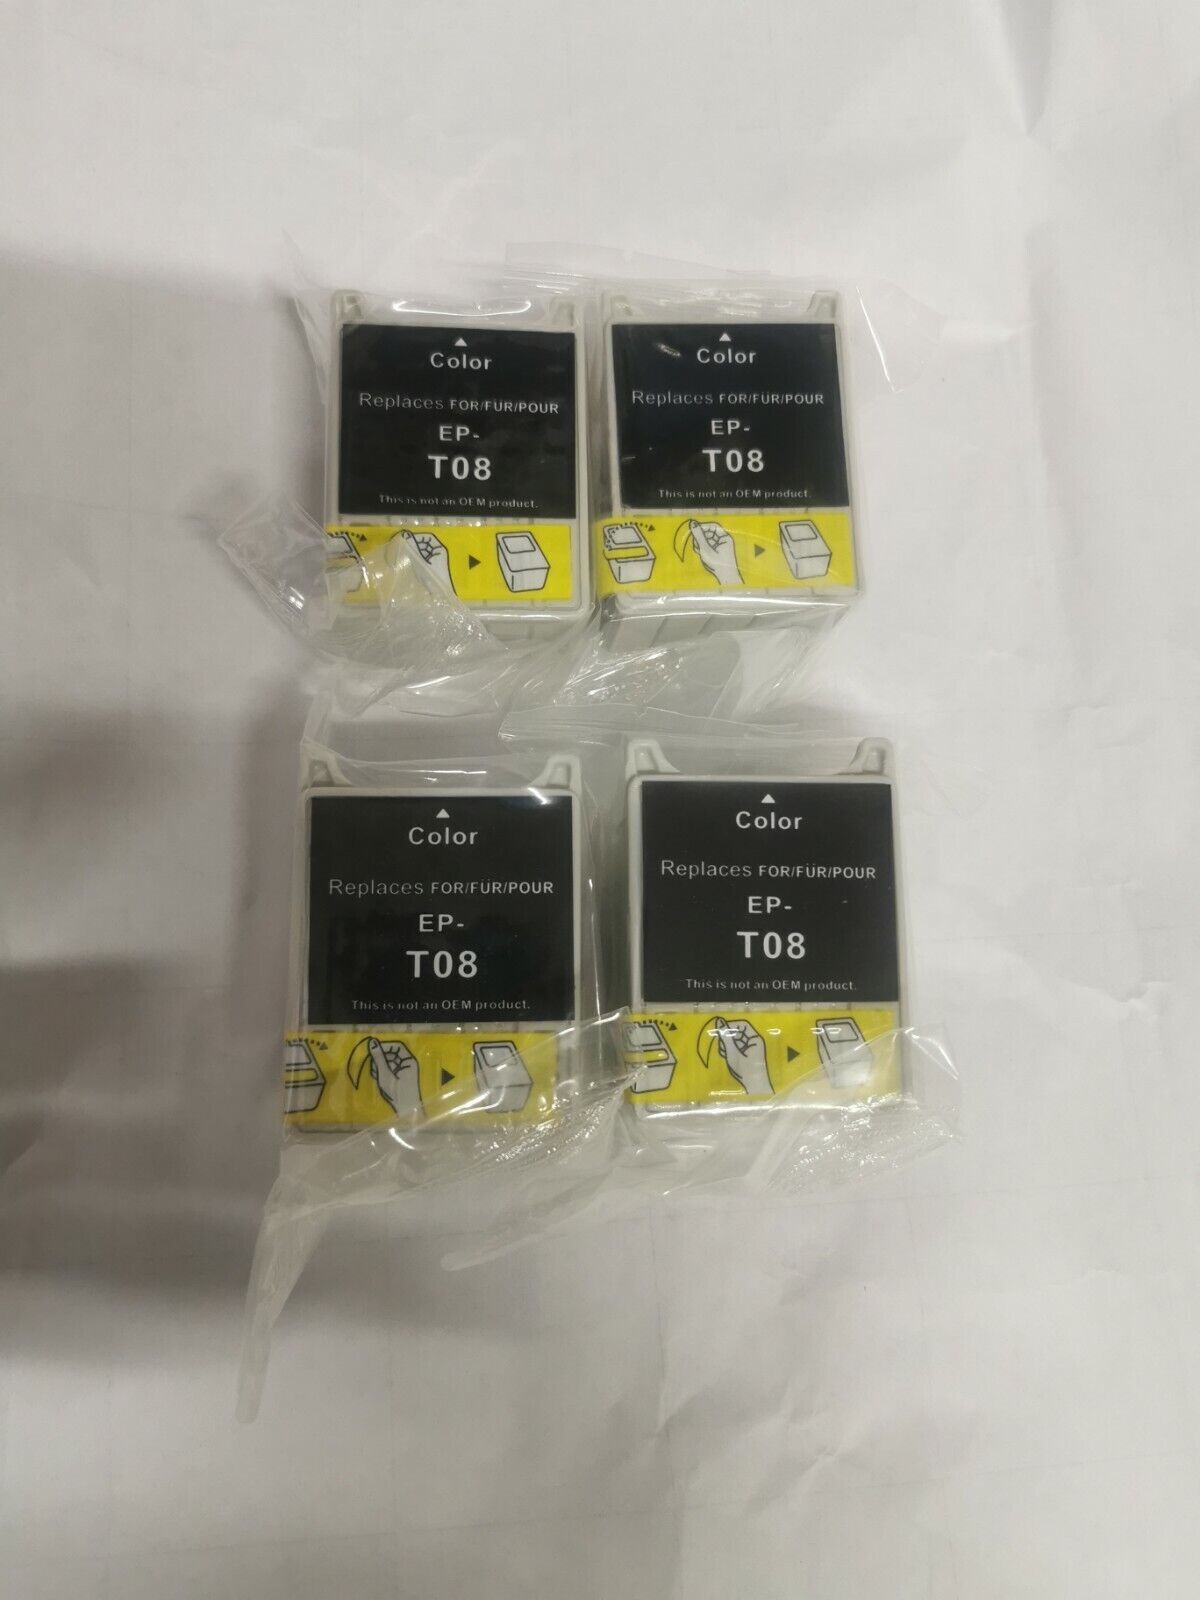 Color
Replaces FOR/FÜR/POUR
EP-
T08
This is not an OEM product.
Color
Replaces FOR/FÜR/POUR
EP-
T08
This is not an OEM product.
Color
Replaces FOR/FÜR/POUR
EP-
T08
This is not an OEM product.
Color
Replaces FOR/FÜR/POUR
EP-
T08
This is not an OEM product.